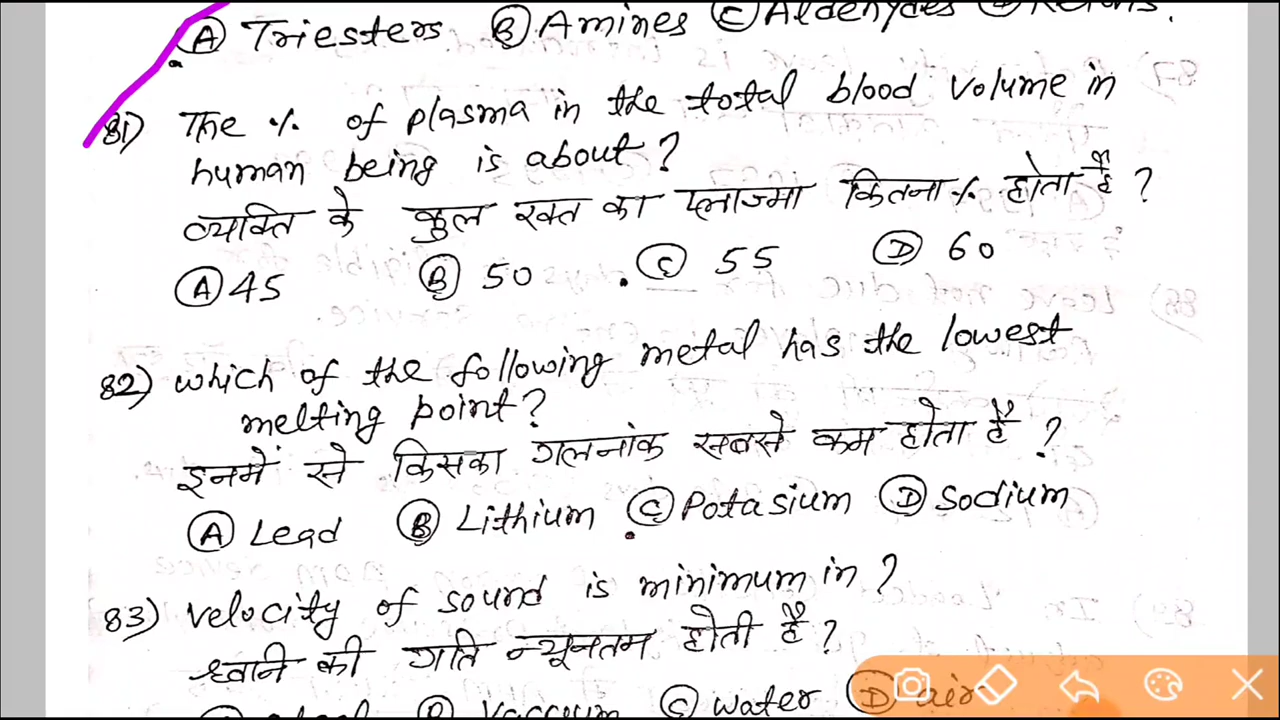 (A) Triesters (B) Amines (C) Aldehydes (D)
81) The % of plasma in the total blood volume in
human being is about?
व्यक्ति के कुल रक्त का प्लाज्मा कितना % होता है ?
(A) 45 (B) 50 (C) 55 (D) 60
82) which of the following metal has the lowest
melting point?
इनमें से किसका गलनांक सबसे कम होता है ?
(A) Lead (B) Lithium (C) Potasium (D) Sodium
83) velocity of sound is minimum in ?
ध्वनि की गति न्यूनतम होती है ?
(C) water (D) air